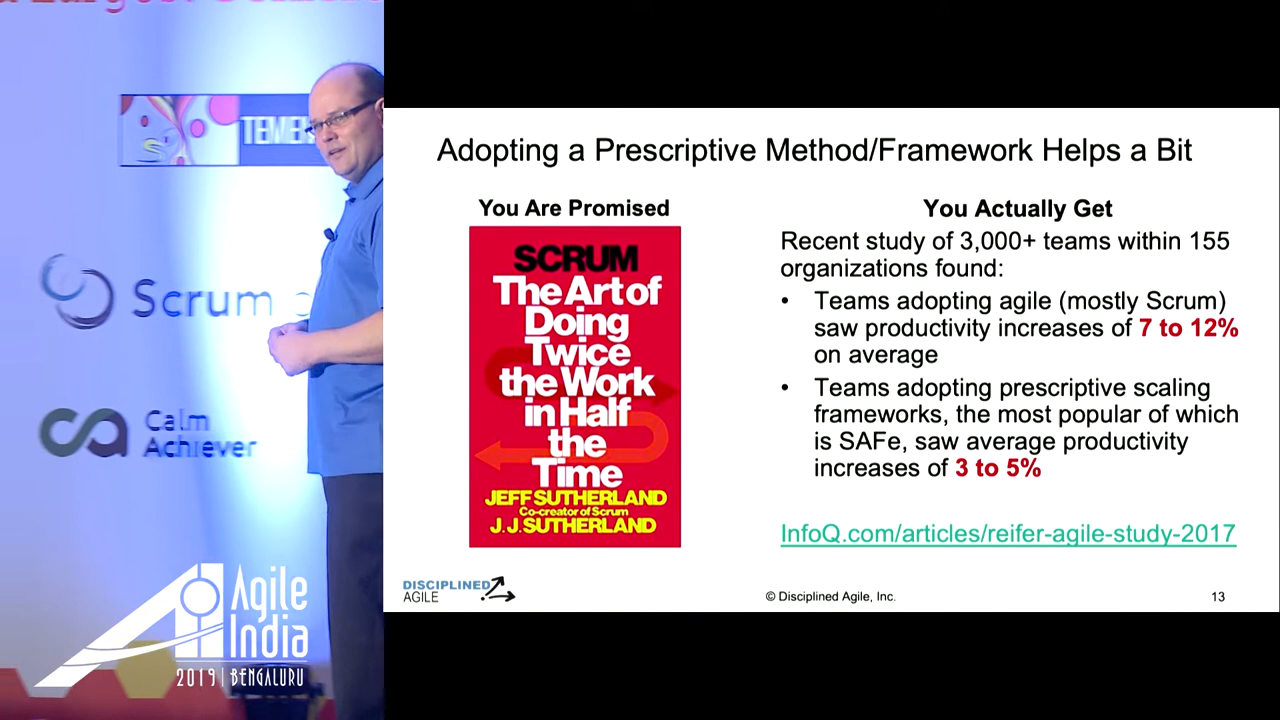 TEMEN
Scrum
Calm
Achiever
Agile
India
2019 | BENGALURU
Adopting a Prescriptive Method/Framework Helps a Bit
You Are Promised
SCRUM
The Art of
Doing
Twice
the Work
in Half
the
Time
JEFF SUTHERLAND
Co-creator of Scrum
J.J. SUTHERLAND
You Actually Get
Recent study of 3,000+ teams within 155
organizations found:
• Teams adopting agile (mostly Scrum)
saw productivity increases of 7 to 12%
on average
• Teams adopting prescriptive scaling
frameworks, the most popular of which
is SAFe, saw average productivity
increases of 3 to 5%
InfoQ.com/articles/reifer-agile-study-2017
DISCIPLINED
AGILE
© Disciplined Agile, Inc.
13